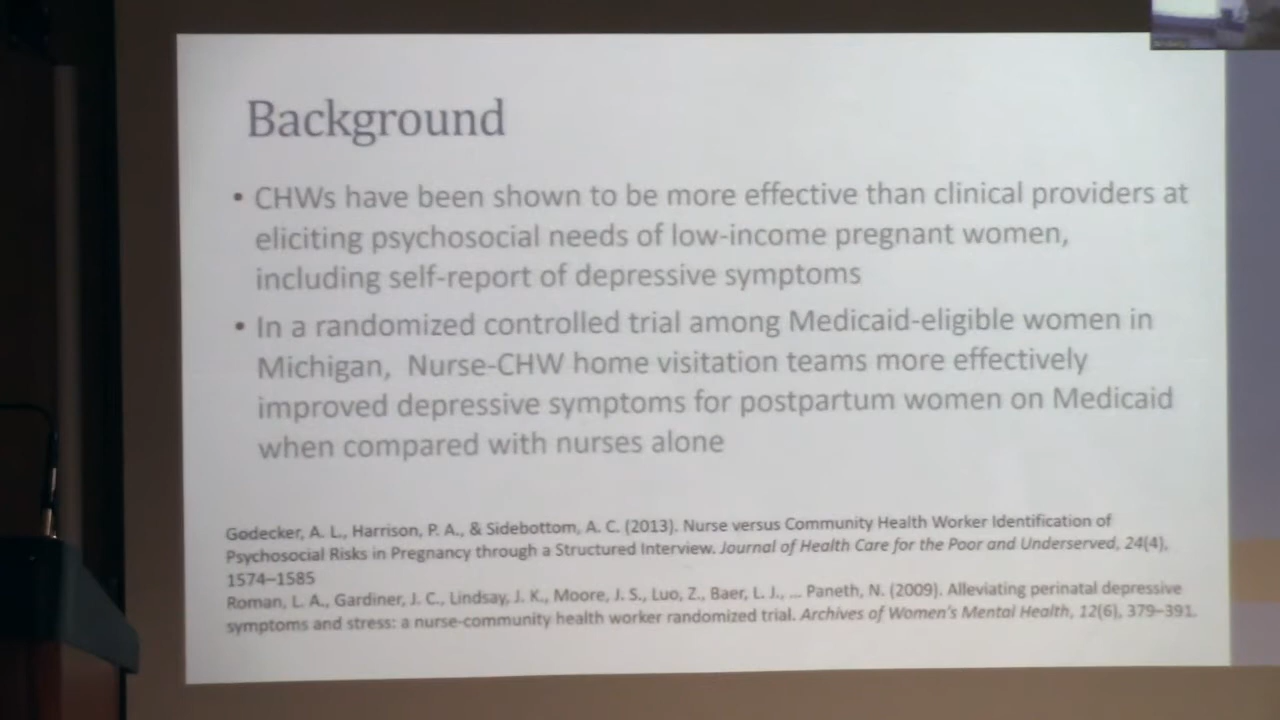 Background
• CHWs have been shown to be more effective than clinical providers at
eliciting psychosocial needs of low-income pregnant women,
including self-report of depressive symptoms
• In a randomized controlled trial among Medicaid-eligible women in
Michigan, Nurse-CHW home visitation teams more effectively
improved depressive symptoms for postpartum women on Medicaid
when compared with nurses alone
Godecker, A. L., Harrison, P. A., & Sidebottom, A. C. (2013). Nurse versus Community Health Worker Identification of
Psychosocial Risks in Pregnancy through a Structured Interview. Journal of Health Care for the Poor and Underserved, 24(4),
1574–1585
Roman, L. A., Gardiner, J. C., Lindsay, J. K., Moore, J. S., Luo, Z., Baer, L. J., … Paneth, N. (2009). Alleviating perinatal depressive
symptoms and stress: a nurse-community health worker randomized trial. Archives of Women's Mental Health, 12(6), 379–391.